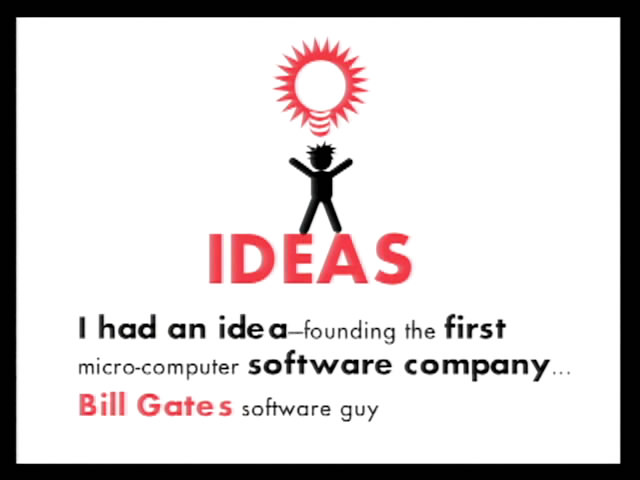 IDEAS
I had an idea—founding the first
micro-computer software company...
Bill Gates software guy